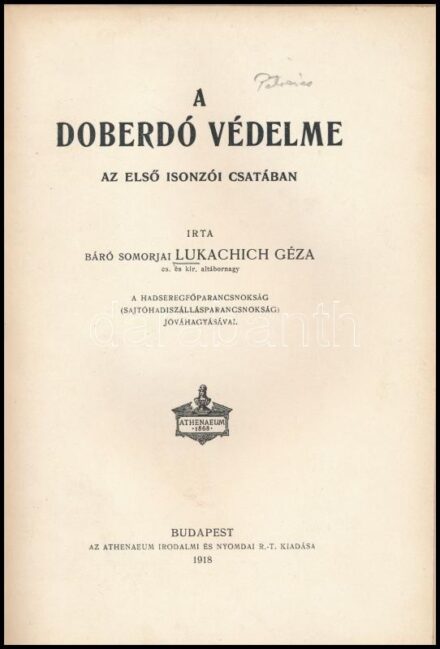 A
DOBERDÓ VÉDELME
AZ ELSŐ ISONZÓI CSATÁBAN
IRTA
BÁRÓ SOMORJAI LUKACHICH GÉZA
cs. és kir. altábornagy
A HADSEREGFŐPARANCSNOKSÁG
(SAJTÓHADISZÁLLÁSPARANCSNOKSÁG)
JÓVÁHAGYÁSÁVAL
darabanth
ATHENAEUM
·1868·
BUDAPEST
AZ ATHENAEUM IRODALMI ÉS NYOMDAI R.-T. KIADÁSA
1918